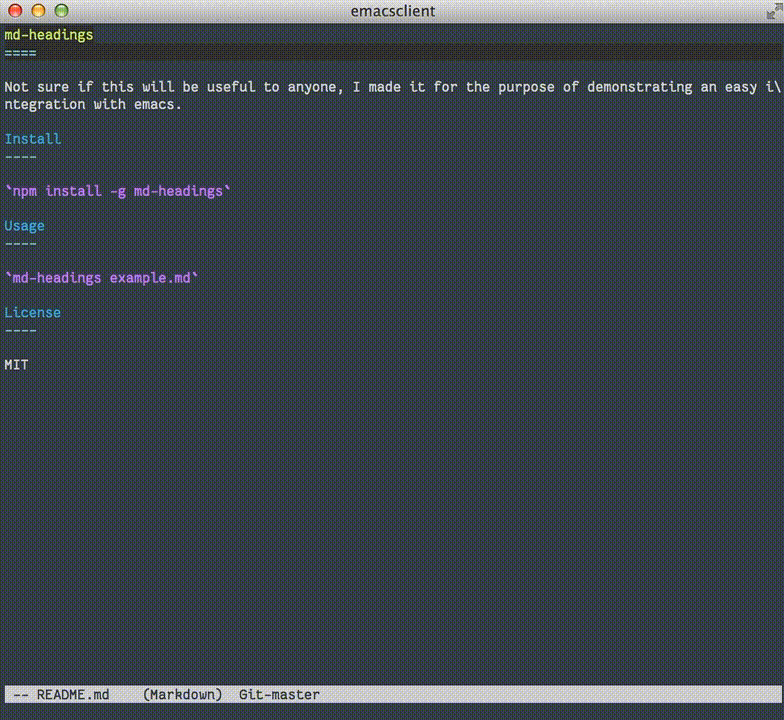 emacsclient
md-headings
====
Not sure if this will be useful to anyone, I made it for the purpose of demonstrating an easy i\
ntegration with emacs.
Install
----
`npm install -g md-headings`
Usage
----
`md-headings example.md`
License
----
MIT
-- README.md    (Markdown)  Git-master